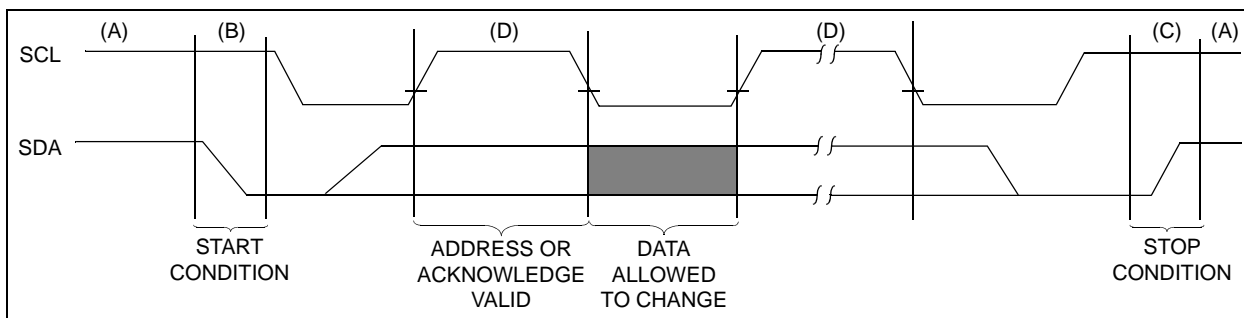 (A) (B) (D) (D) (C) (A)
SCL
SDA
START
CONDITION
ADDRESS OR
ACKNOWLEDGE
VALID
DATA
ALLOWED
TO CHANGE
STOP
CONDITION